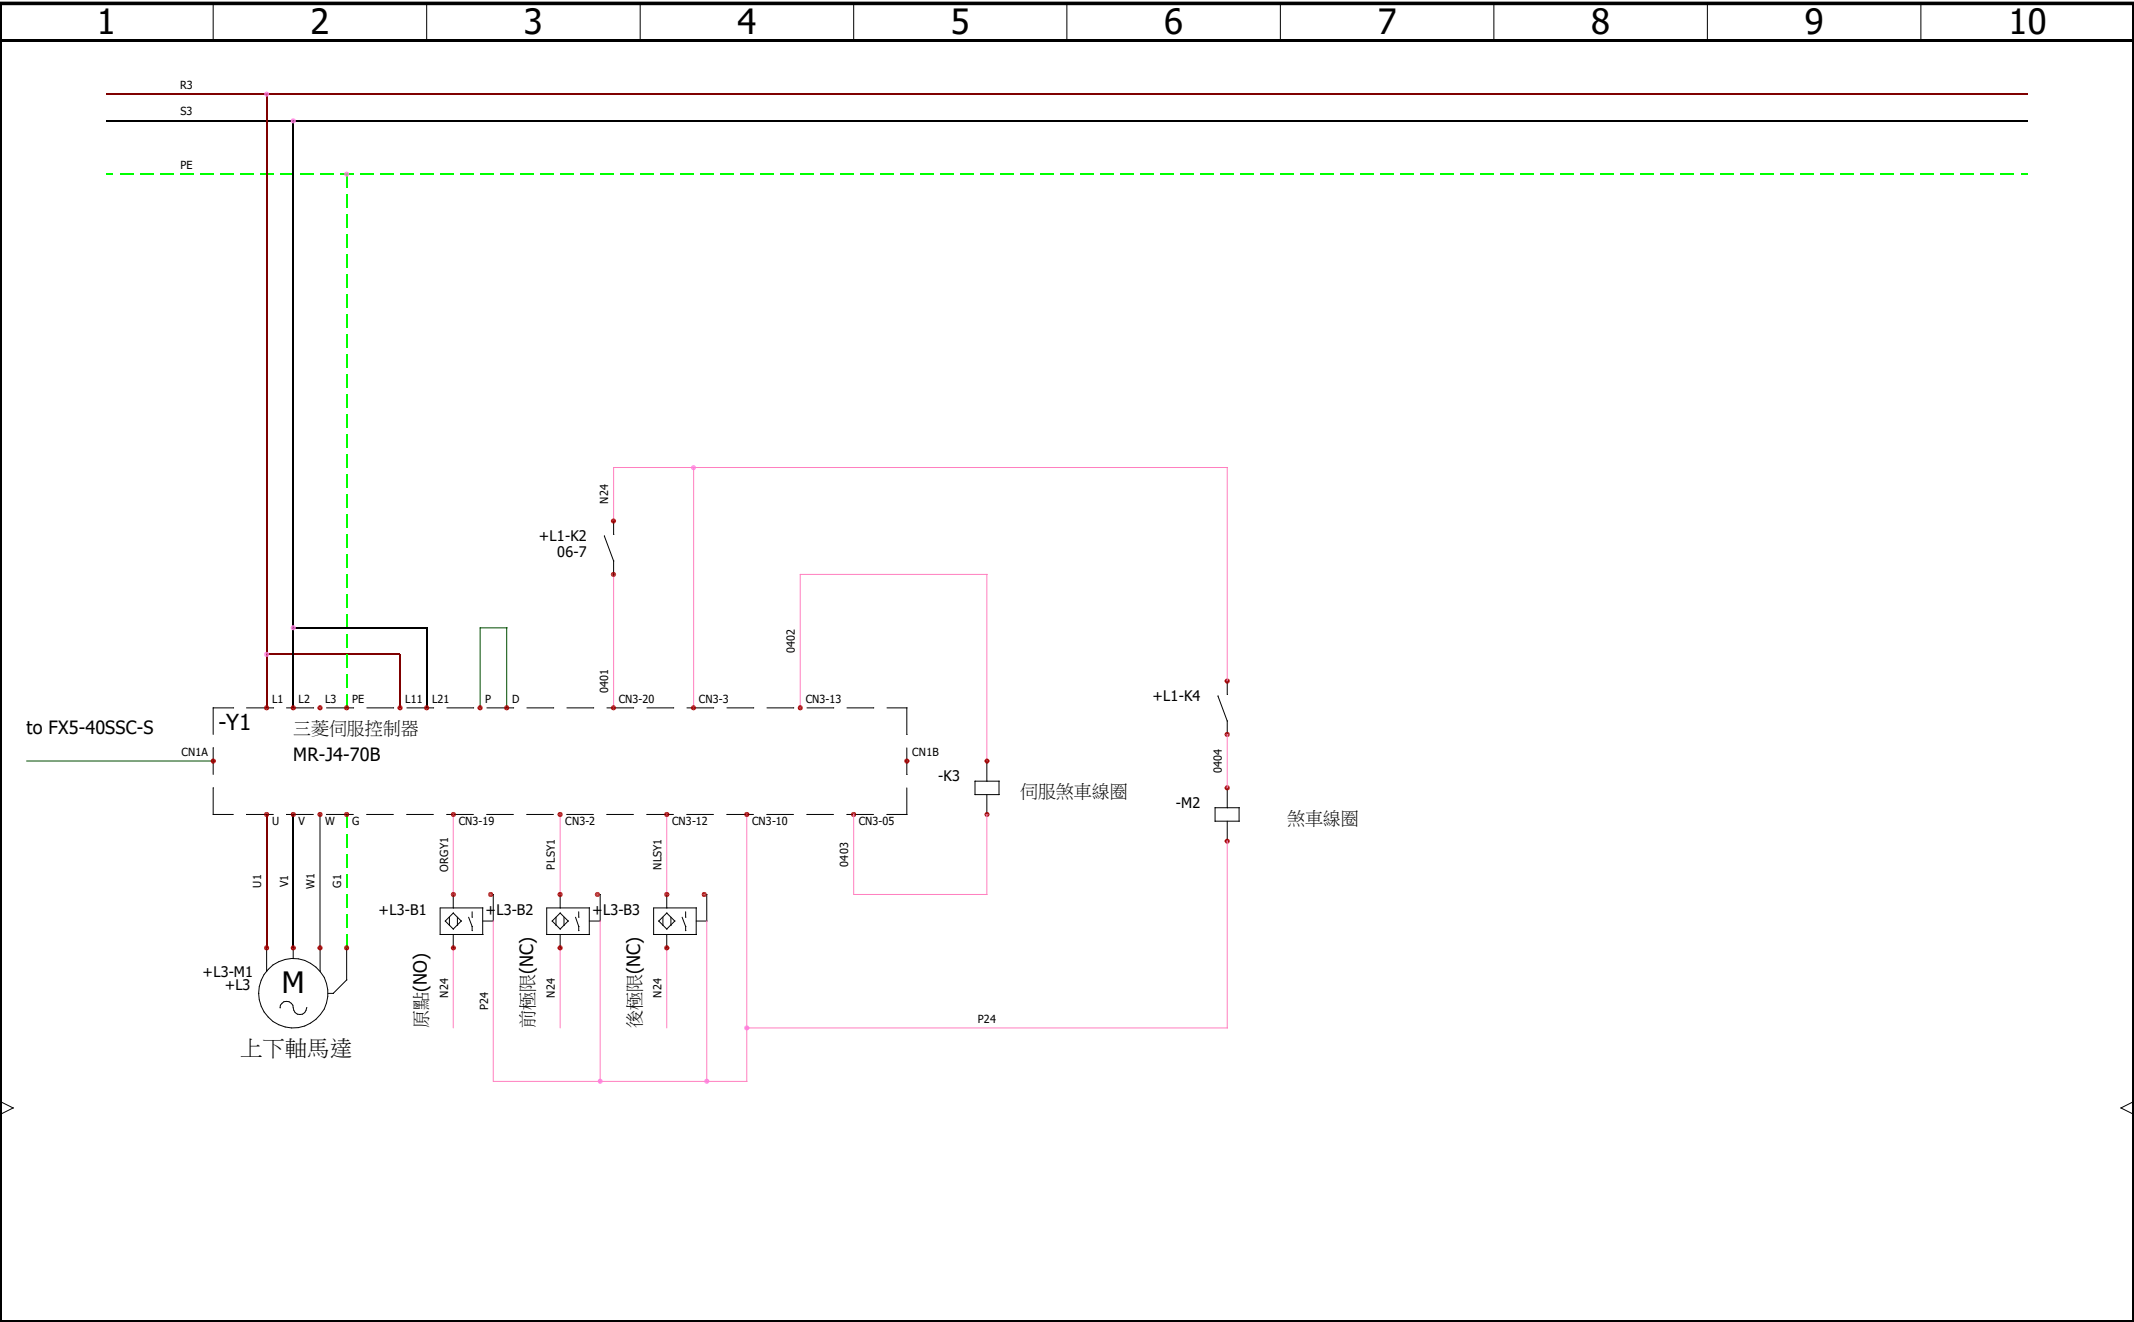 1 2 3 4 5 6 7 8 9 10
R3
S3
PE
N24
+L1-K2
06-7
0402
0401
L1 L2 L3 PE L11 L21 P D CN3-20 CN3-3 CN3-13
+L1-K4
to FX5-40SSC-S
-Y1 三菱伺服控制器
MR-J4-70B
CN1A
CN1B
0404
-K3 伺服煞車線圈
-M2 煞車線圈
U V W G CN3-19 CN3-2 CN3-12 CN3-10 CN3-05
ORGY1 PLSY1 NLSY1 0403
U1 V1 W1 G1
+L3-B1 +L3-B2 +L3-B3
原點(NO) 前極限(NC) 後極限(NC)
+L3-M1
+L3
M
N24 P24 N24 N24
P24
上下軸馬達